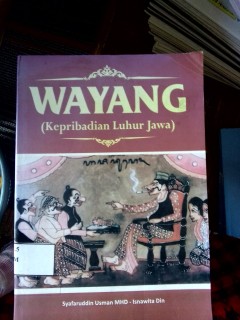 WAYANG
(Kepribadian Luhur Jawa)
Syafaruddin Usman MHD - Isnawita Din